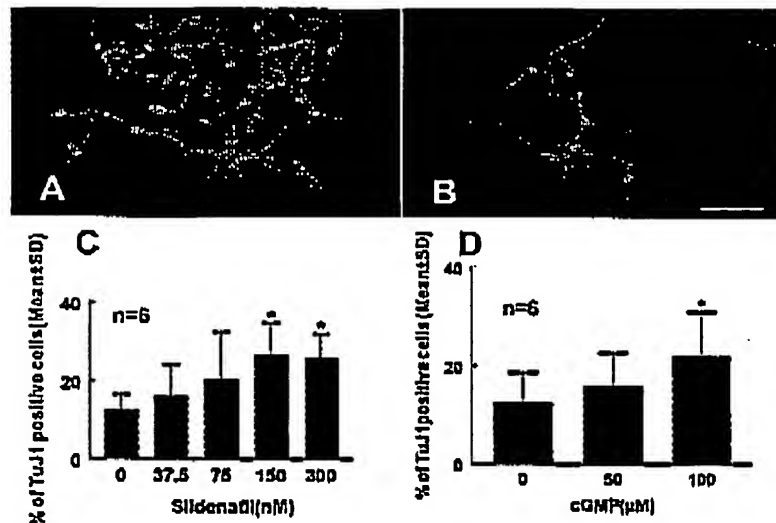 A
B
C
% of TuJ1 positive cells (Mean±SD)
n=6
*
*
40
20
0
0 37.5 75 150 300
Sildenafil(nM)
D
% of TuJ1 positive cells (Mean±SD)
n=6
*
40
20
0
0 50 100
cGMP(µM)